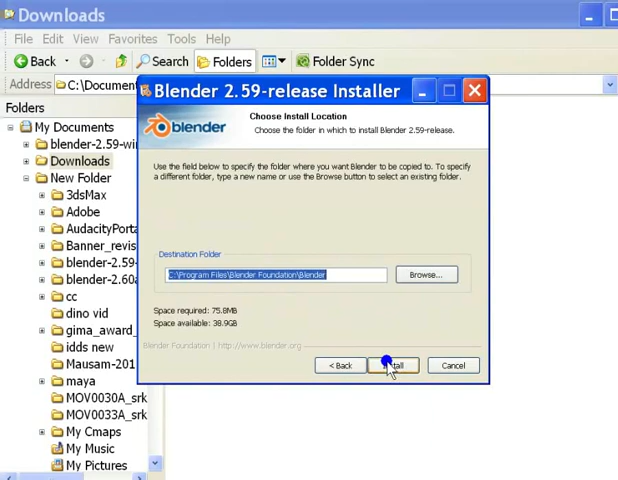 Downloads
File Edit View Favorites Tools Help
Back Search Folders Folder Sync
Address C:\Document
Folders
My Documents
blender-2.59-wi
Downloads
New Folder
3dsMax
Adobe
AudacityPorta
Banner_revis
blender-2.59-
blender-2.60a
cc
dino vid
gima_award_
idds new
Mausam-201
maya
MOV0030A_srk
MOV0033A_srk
My Cmaps
My Music
My Pictures
Blender 2.59-release Installer
blender
Choose Install Location
Choose the folder in which to install Blender 2.59-release.
Use the field below to specify the folder where you want Blender to be copied to. To specify
a different folder, type a new name or use the Browse button to select an existing folder.
Destination Folder
C:\Program Files\Blender Foundation\Blender
Browse...
Space required: 75.8MB
Space available: 38.9GB
Blender Foundation | http://www.blender.org
< Back Install Cancel